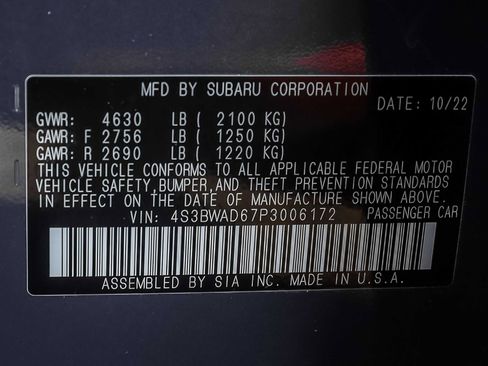 MFD BY SUBARU CORPORATION
DATE: 10/22
GVWR: 4630 LB ( 2100 KG)
GAWR: F 2756 LB ( 1250 KG)
GAWR: R 2690 LB ( 1220 KG)
THIS VEHICLE CONFORMS TO ALL APPLICABLE FEDERAL MOTOR
VEHICLE SAFETY, BUMPER, AND THEFT PREVENTION STANDARDS
IN EFFECT ON THE DATE OF MANUFACTURE SHOWN ABOVE.
VIN: 4S3BWAD67P3006172 PASSENGER CAR
ASSEMBLED BY SIA INC. MADE IN U.S.A.